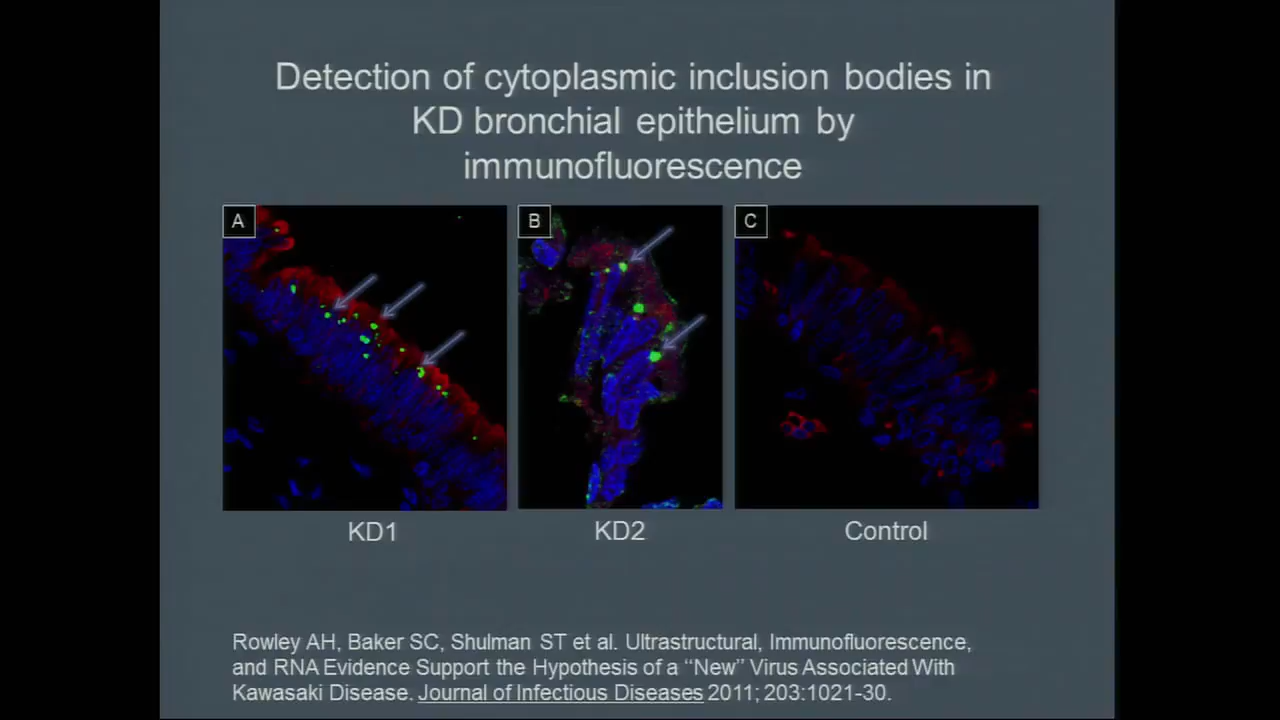 Detection of cytoplasmic inclusion bodies in
KD bronchial epithelium by
immunofluorescence
A
B
C
KD1
KD2
Control
Rowley AH, Baker SC, Shulman ST et al. Ultrastructural, Immunofluorescence,
and RNA Evidence Support the Hypothesis of a “New” Virus Associated With
Kawasaki Disease. Journal of Infectious Diseases 2011; 203:1021-30.